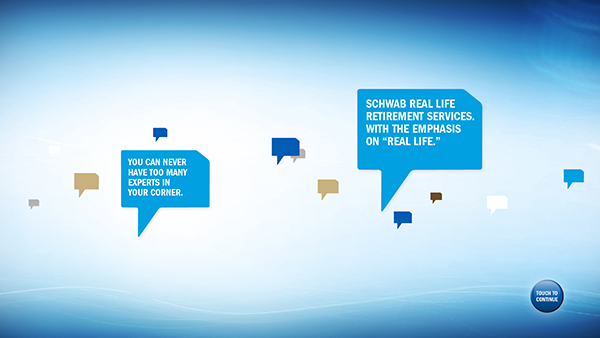 SCHWAB REAL LIFE
RETIREMENT SERVICES.
WITH THE EMPHASIS
ON “REAL LIFE.”
YOU CAN NEVER
HAVE TOO MANY
EXPERTS IN
YOUR CORNER.
TOUCH TO
CONTINUE